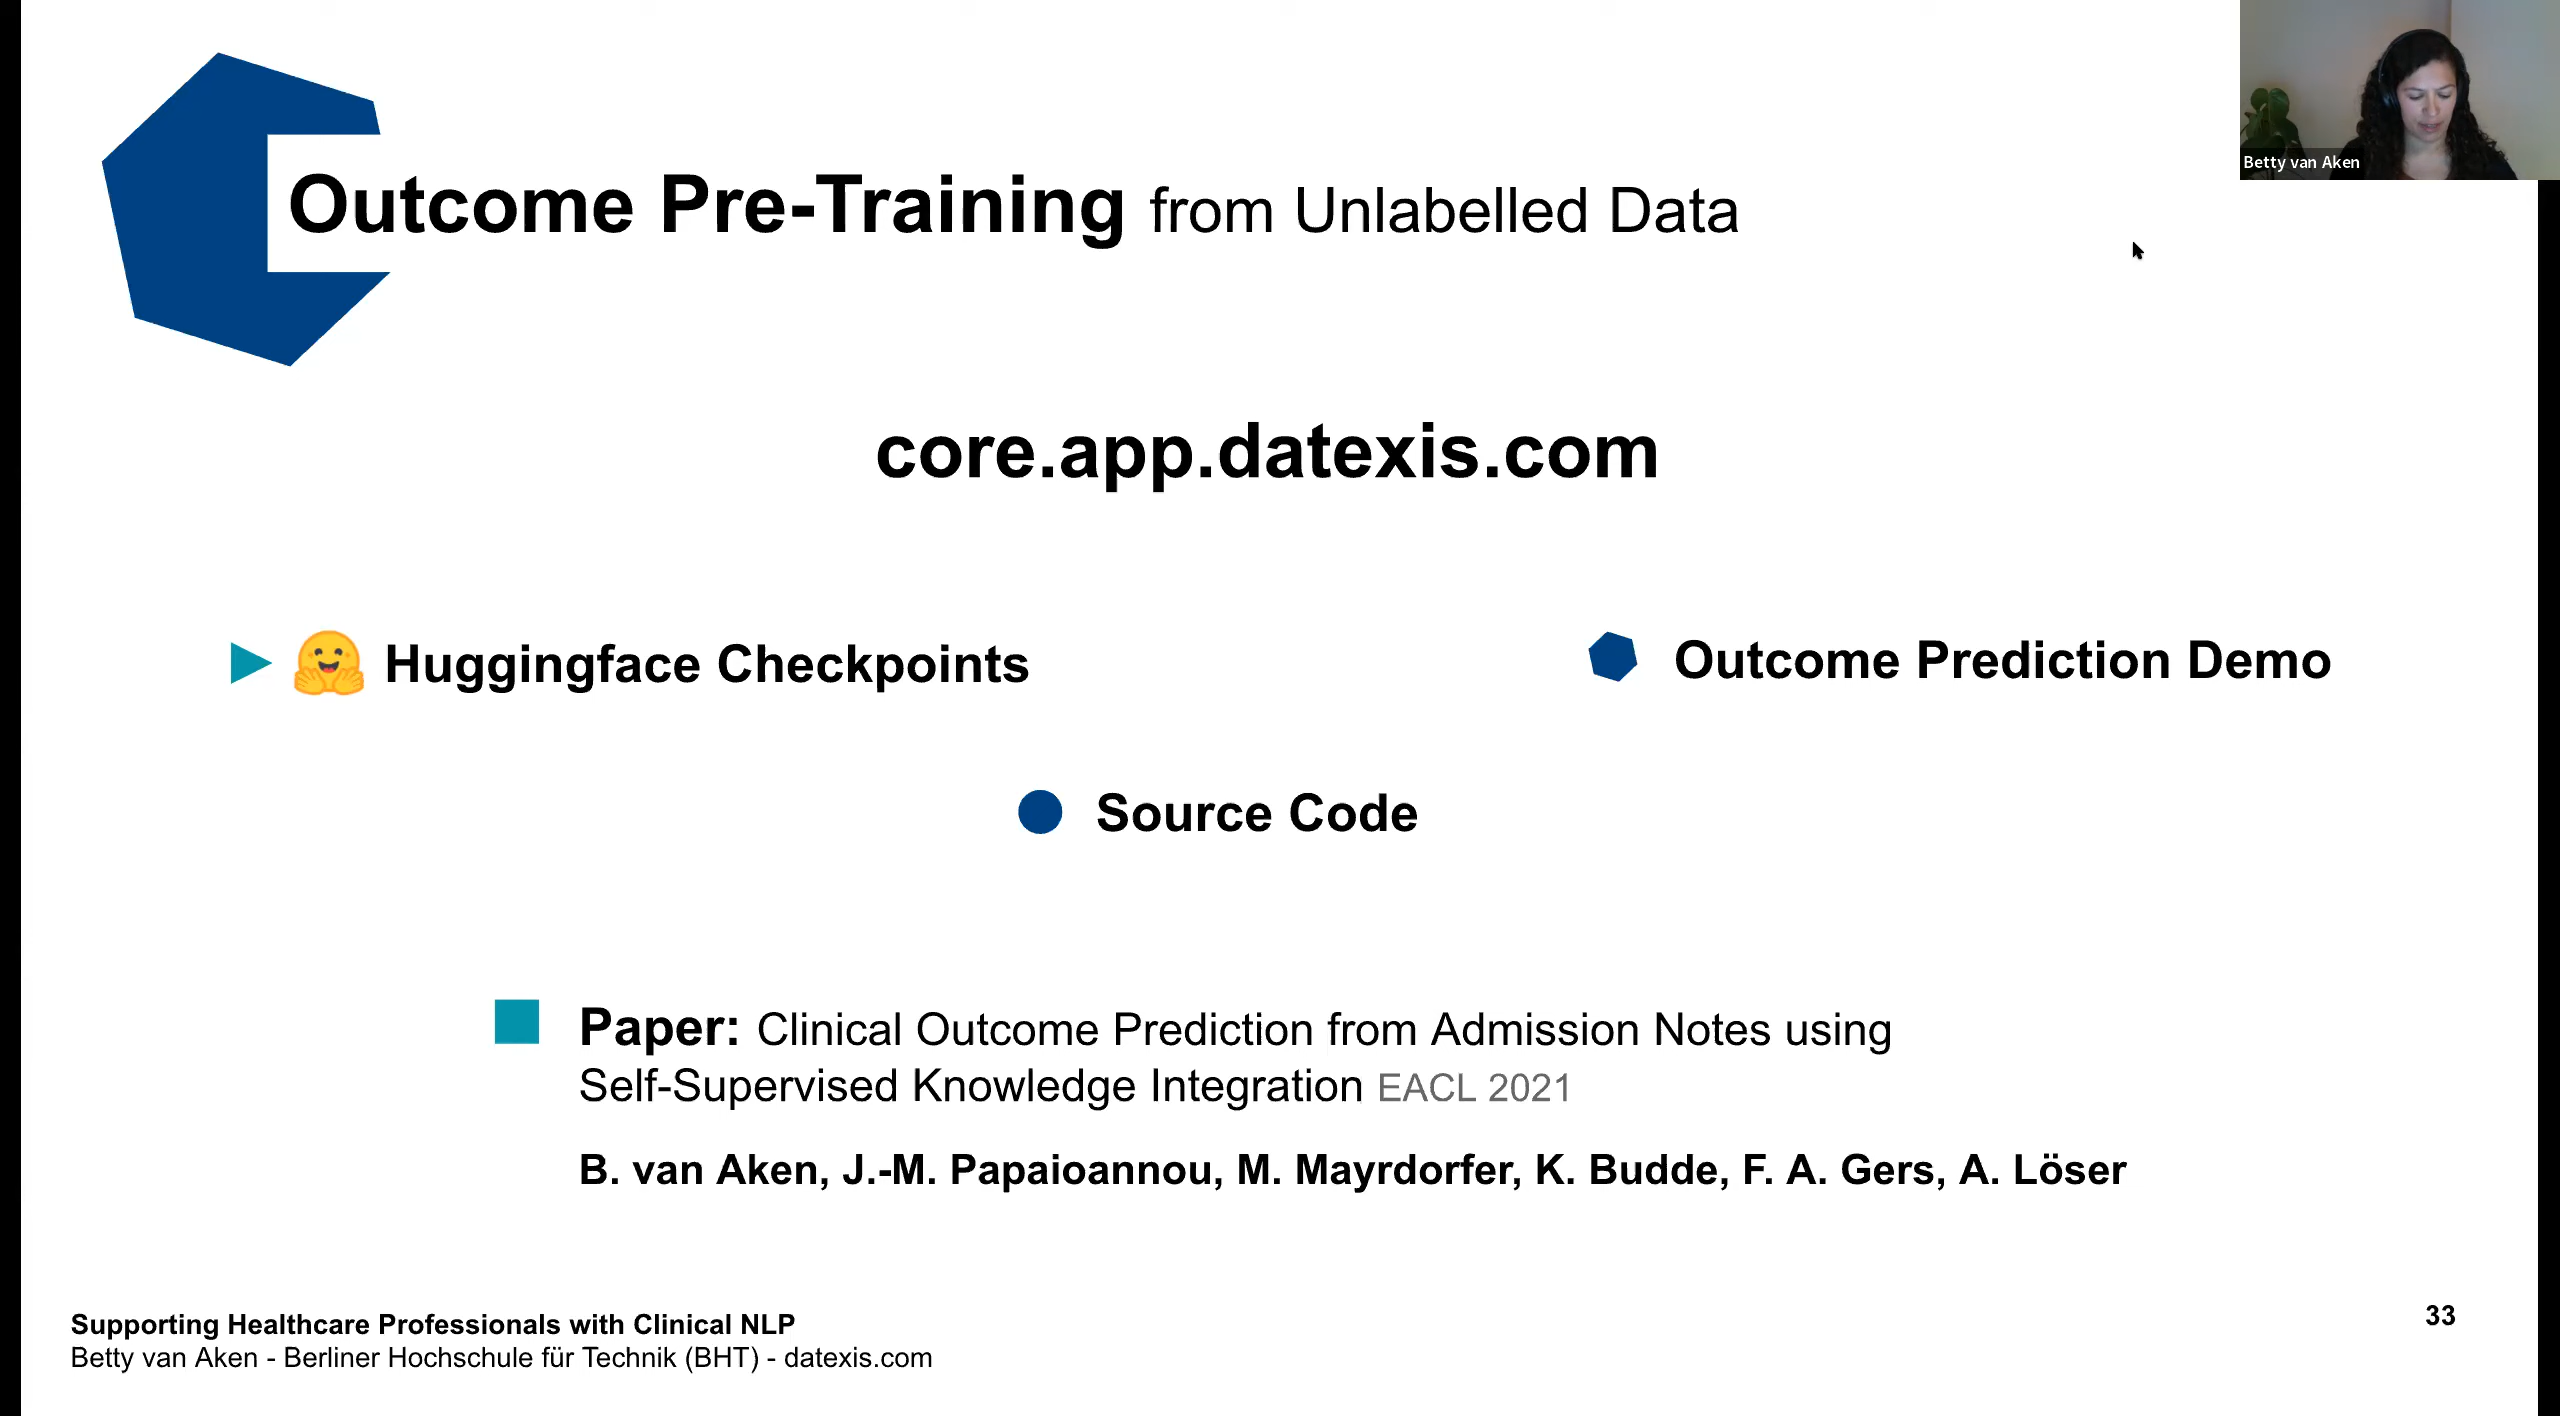 Betty van Aken
Outcome Pre-Training from Unlabelled Data
core.app.datexis.com
Huggingface Checkpoints
Outcome Prediction Demo
Source Code
Paper: Clinical Outcome Prediction from Admission Notes using
Self-Supervised Knowledge Integration EACL 2021
B. van Aken, J.-M. Papaioannou, M. Mayrdorfer, K. Budde, F. A. Gers, A. Löser
Supporting Healthcare Professionals with Clinical NLP
Betty van Aken - Berliner Hochschule für Technik (BHT) - datexis.com
33